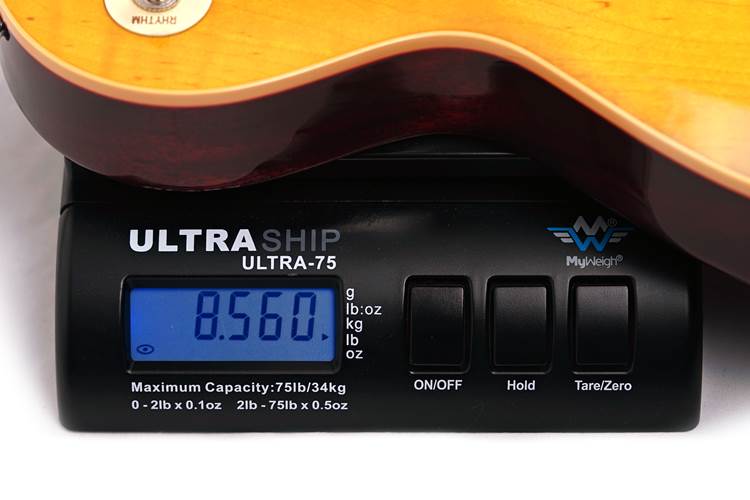 RHYTHM
ULTRASHIP
ULTRA-75
MyWeigh®
8.560
g
lb:oz
kg
lb
oz
Maximum Capacity:75lb/34kg
0 - 2lb x 0.1oz 2lb - 75lb x 0.5oz
ON/OFF
Hold
Tare/Zero